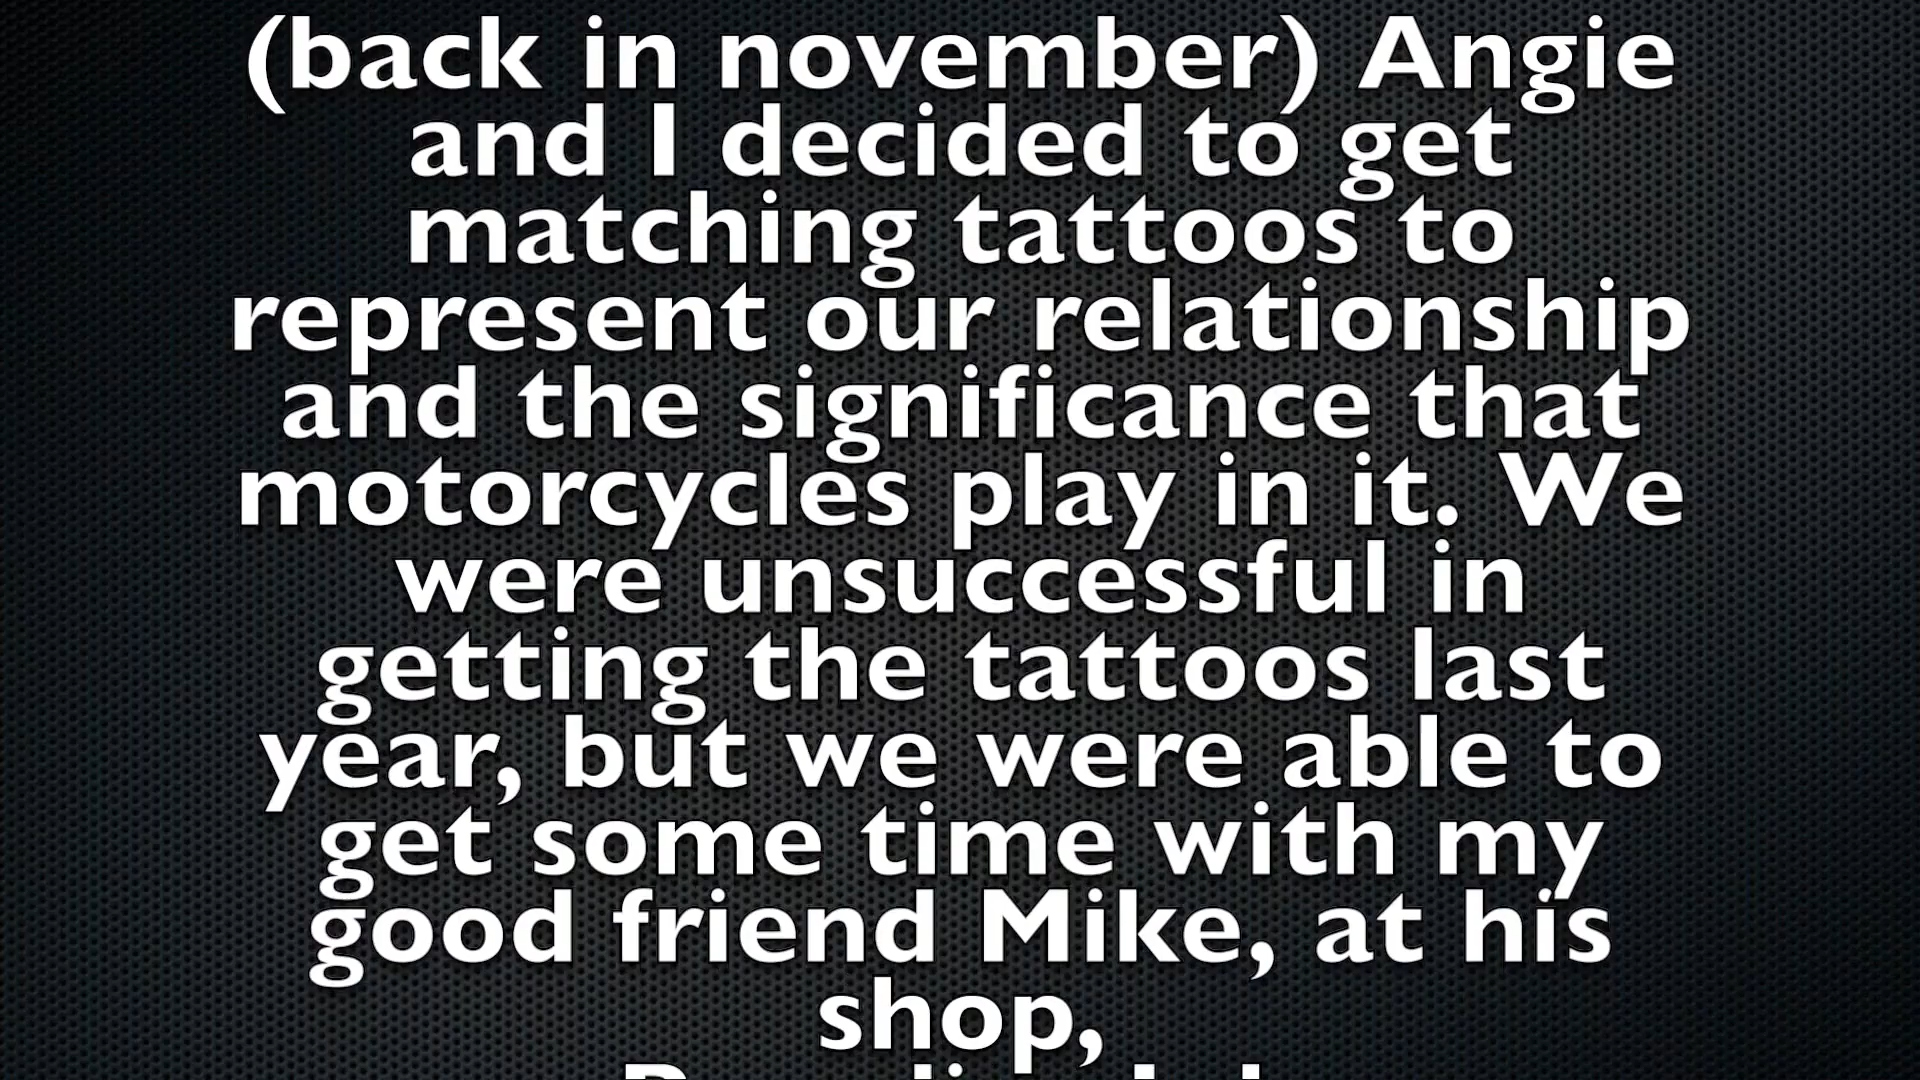 (back in november) Angie
and I decided to get
matching tattoos to
represent our relationship
and the significance that
motorcycles play in it. We
were unsuccessful in
getting the tattoos last
year, but we were able to
get some time with my
good friend Mike, at his
shop,